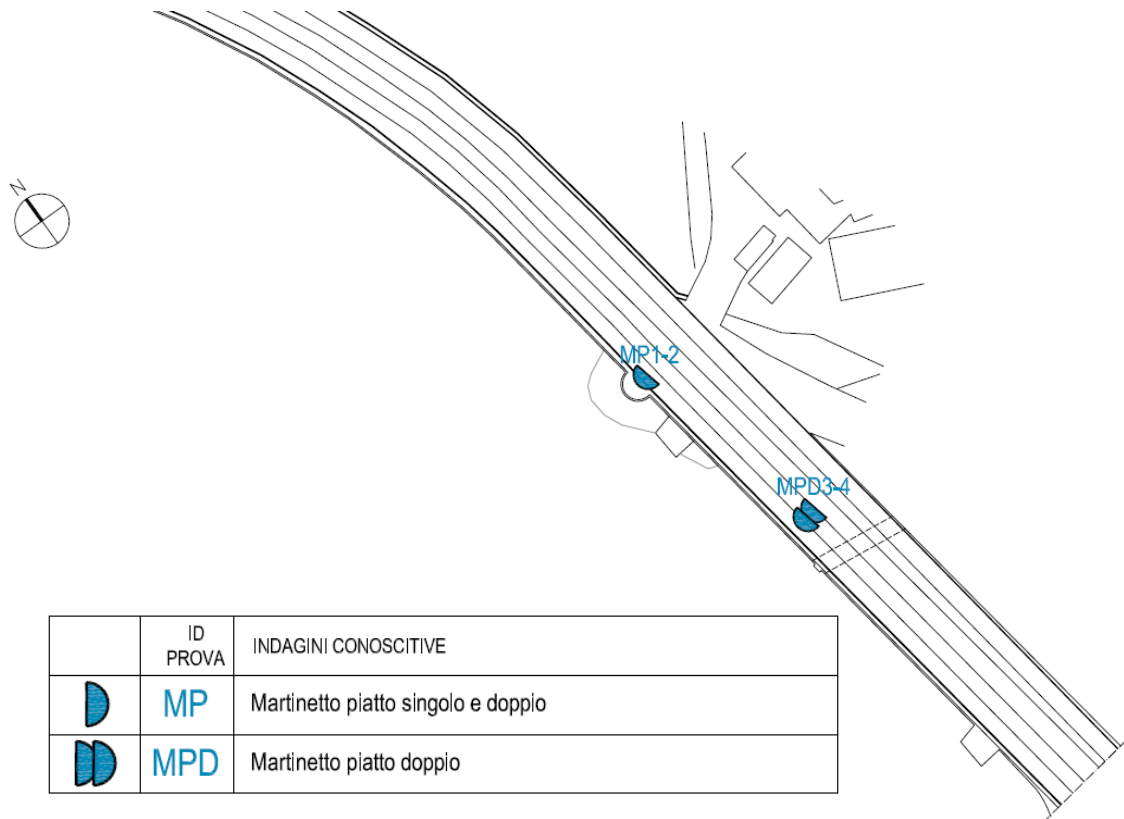 N
MP1-2
MPD3-4
ID
PROVA
INDAGINI CONOSCITIVE
MP
Martinetto piatto singolo e doppio
MPD
Martinetto piatto doppio